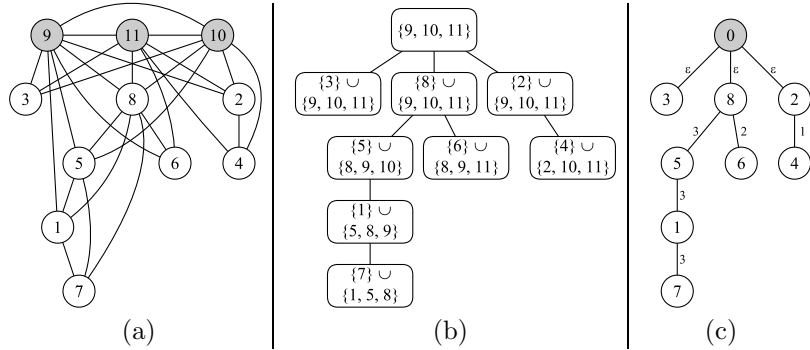 9 11 10
3 8 2
5 6 4
1
7
(a)
{9, 10, 11}
{3} ∪
{9, 10, 11}
{8} ∪
{9, 10, 11}
{2} ∪
{9, 10, 11}
{5} ∪
{8, 9, 10}
{6} ∪
{8, 9, 11}
{4} ∪
{2, 10, 11}
{1} ∪
{5, 8, 9}
{7} ∪
{1, 5, 8}
(b)
0
ε ε ε
3 8 2
3 2 1
5 6 4
3
1
3
7
(c)